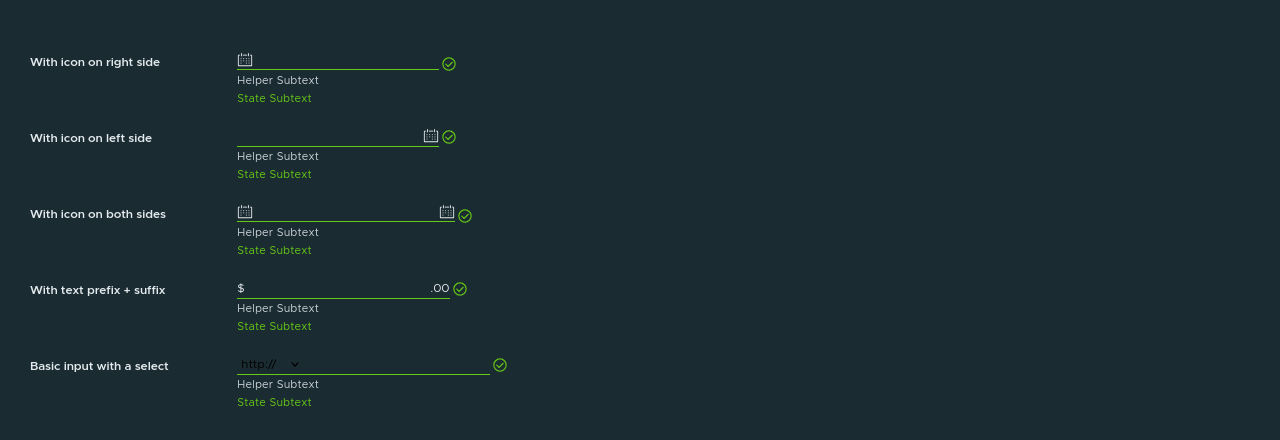 With icon on right side
Helper Subtext
State Subtext
With icon on left side
Helper Subtext
State Subtext
With icon on both sides
Helper Subtext
State Subtext
With text prefix + suffix $ .00
Helper Subtext
State Subtext
Basic input with a select http://
Helper Subtext
State Subtext